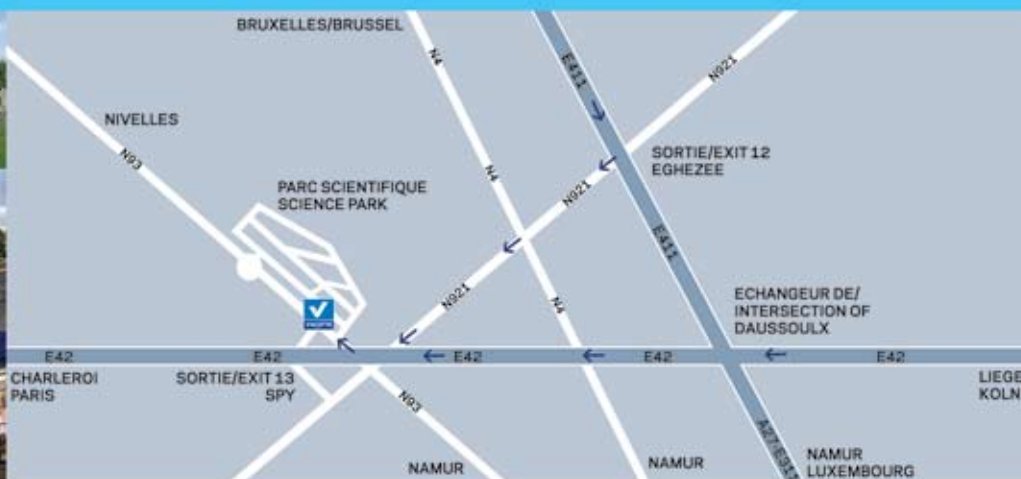 BRUXELLES/BRUSSEL
N4
E411
N921
NIVELLES
N93
SORTIE/EXIT 12
EGHEZEE
N4
PARC SCIENTIFIQUE
SCIENCE PARK
N921
E411
N921
N4
ECHANGEUR DE/
INTERSECTION OF
DAUSSOULX
E42
E42
E42
E42
E42
CHARLEROI
PARIS
SORTIE/EXIT 13
SPY
LIEGE
KOLN
N93
A27-E311
NAMUR
NAMUR
NAMUR
LUXEMBOURG